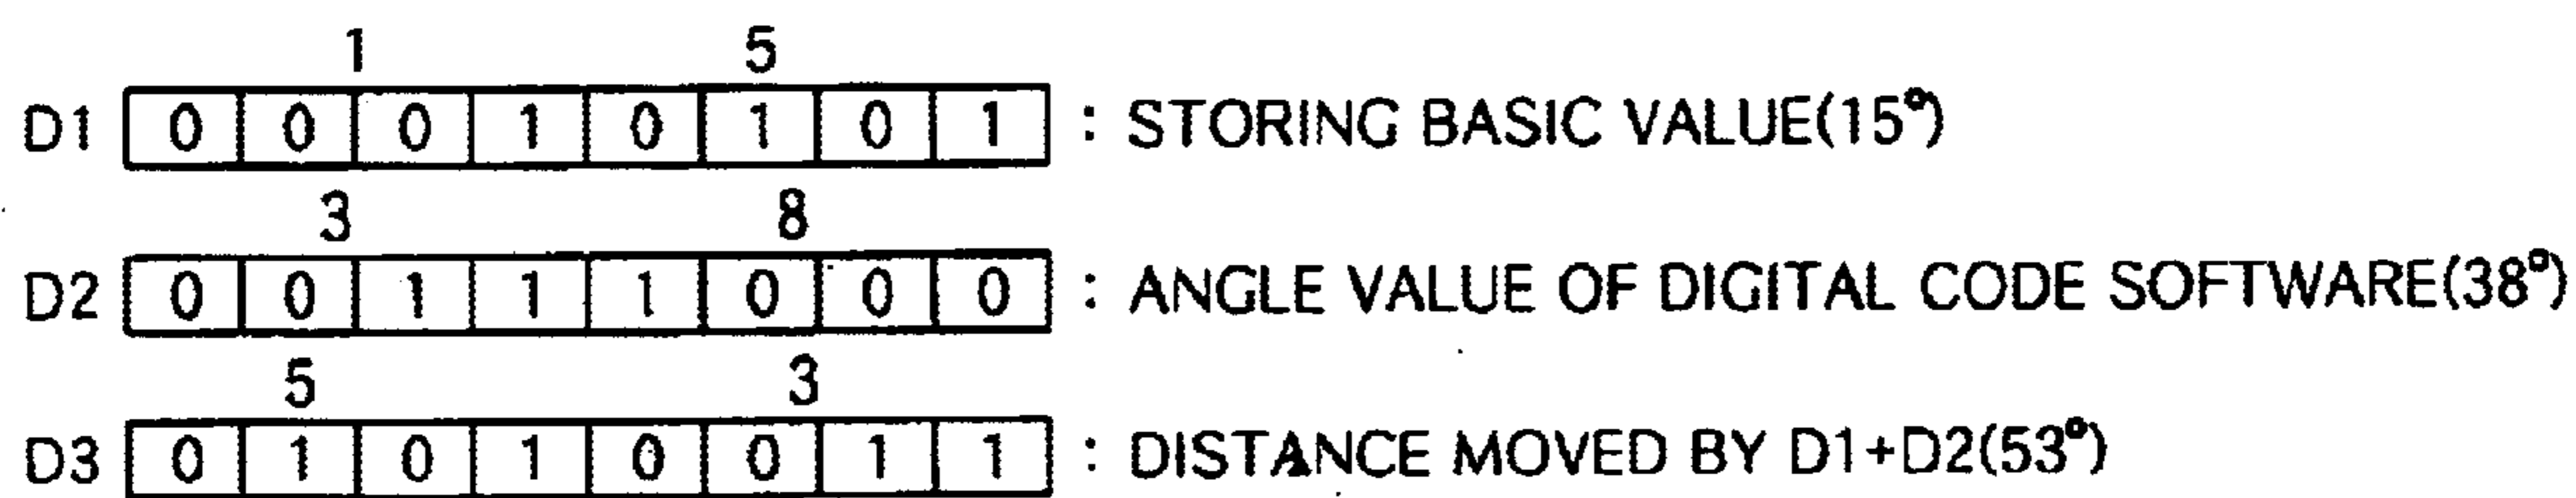 1 5
D1 0 0 0 1 0 1 0 1 : STORING BASIC VALUE(15°)
3 8
D2 0 0 1 1 1 0 0 0 : ANGLE VALUE OF DIGITAL CODE SOFTWARE(38°)
5 3
D3 0 1 0 1 0 0 1 1 : DISTANCE MOVED BY D1+D2(53°)